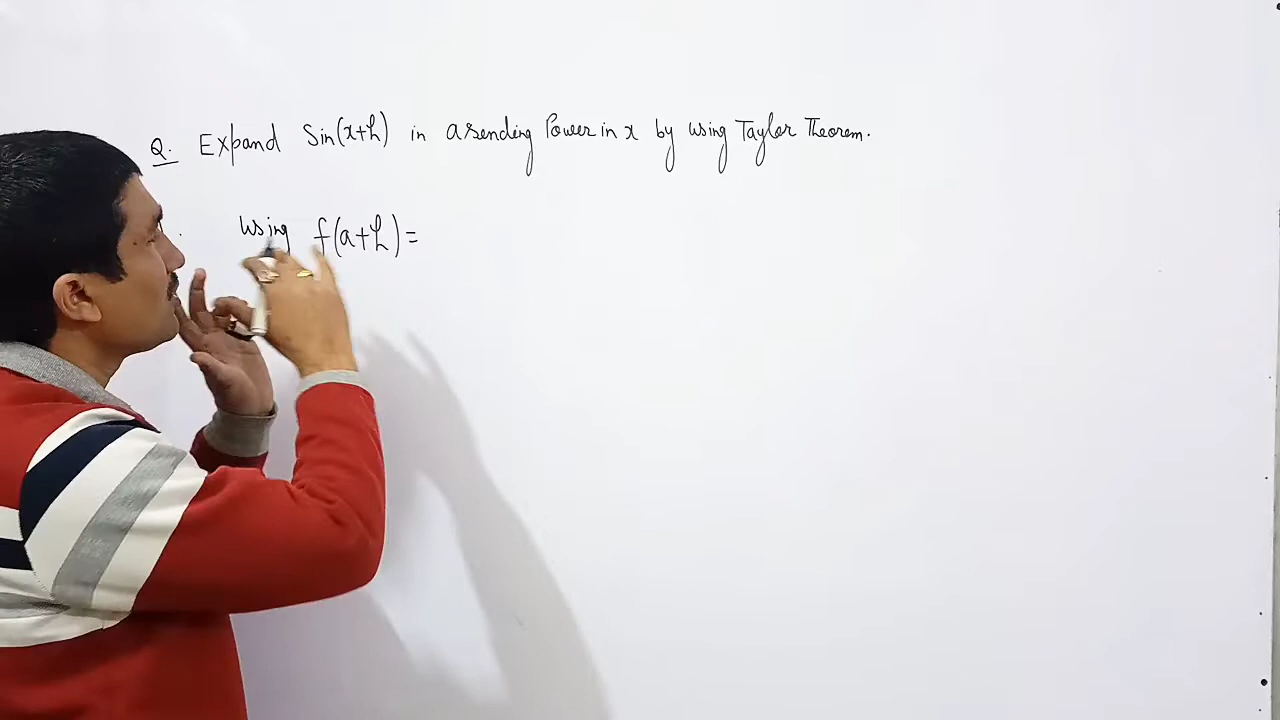 Q. Expand Sin(x+h) in asending Power in x by using Taylor Theorem.
Using f(a+h)=